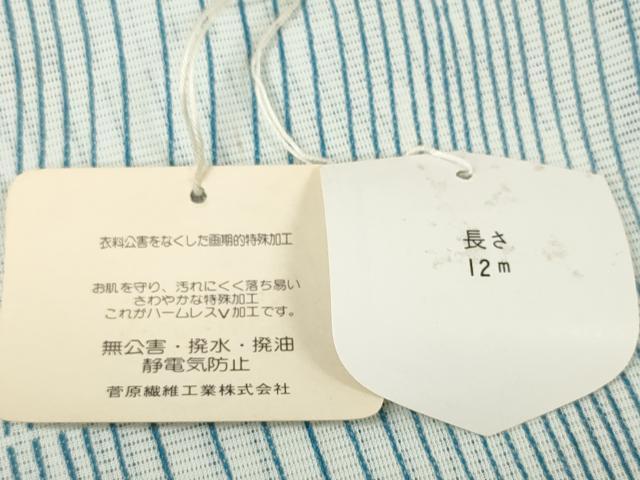 衣料公害をなくした画期的特殊加工
お肌を守り、汚れにくく落ち易い
さわやかな特殊加工
これがハームレスV加工です。
無公害・撥水・撥油
静電気防止
菅原繊維工業株式会社
長さ
12m